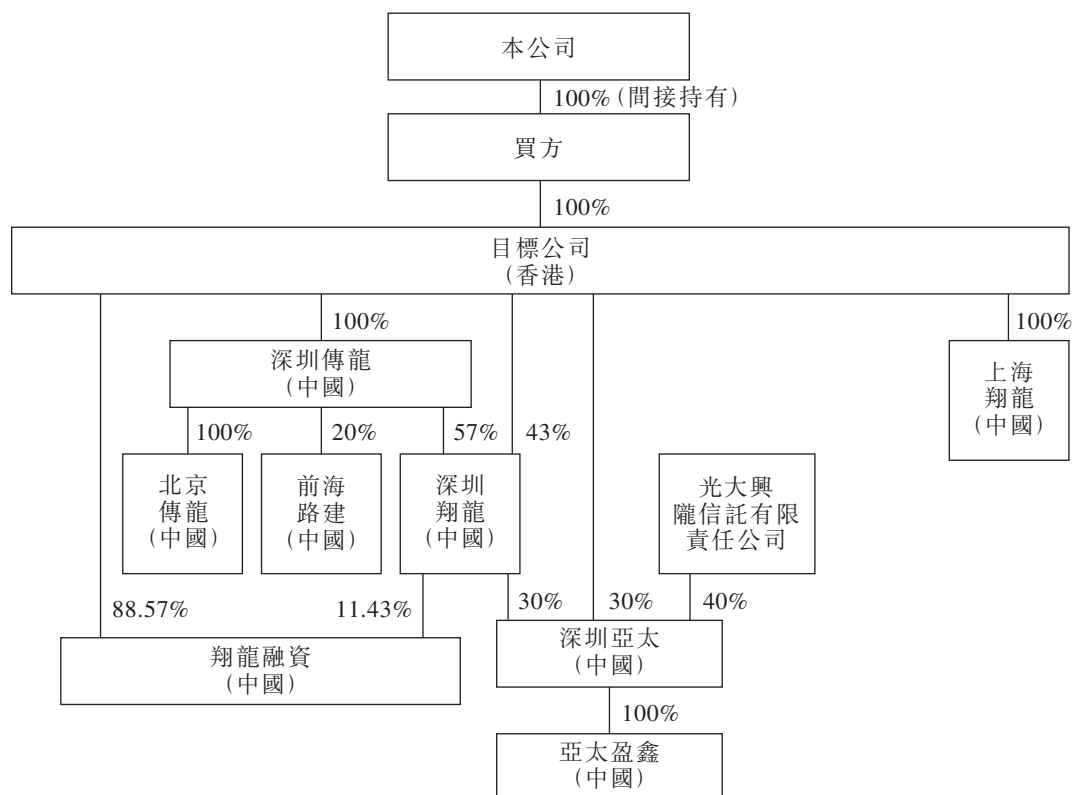 本公司
100% (間接持有)
買方
100%
目標公司
(香港)
100%
100%
深圳傳龍
(中國)
上海
翔龍
(中國)
100%
20%
57%
43%
北京
傳龍
(中國)
前海
路建
(中國)
深圳
翔龍
(中國)
光大興
隴信託有限
責任公司
88.57%
11.43%
30%
30%
40%
翔龍融資
(中國)
深圳亞太
(中國)
100%
亞太盈鑫
(中國)